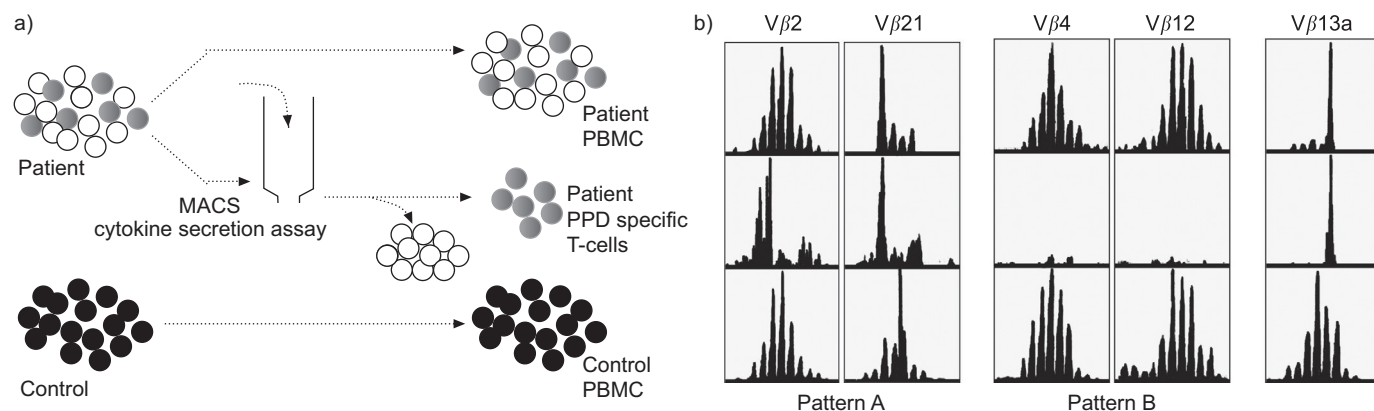 a)
Patient
Patient
PBMC
MACS
cytokine secretion assay
Patient
PPD specific
T-cells
Control
Control
PBMC
b)
Vβ2
Vβ21
Vβ4
Vβ12
Vβ13a
Pattern A
Pattern B